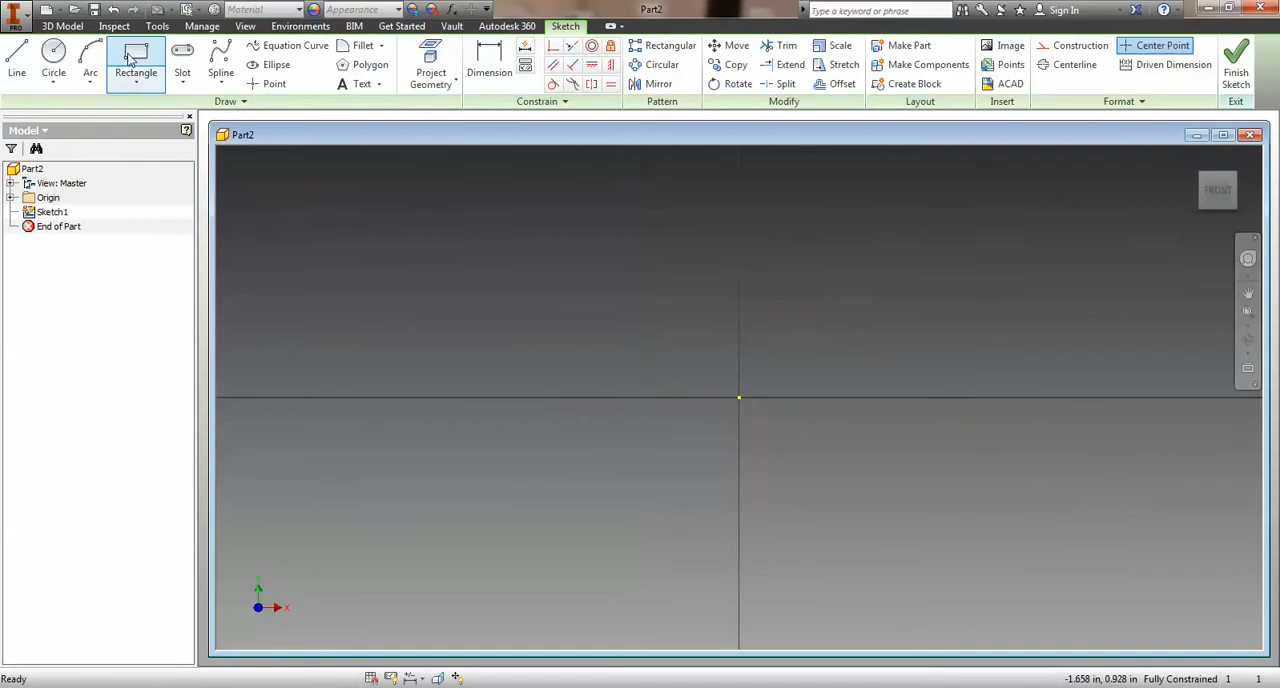 Material
Appearance
Part2
Type a keyword or phrase
Sign In
PRO
3D Model
Inspect
Tools
Manage
View
Environments
BIM
Get Started
Vault
Autodesk 360
Sketch
Line
Circle
Arc
Rectangle
Slot
Spline
Equation Curve
Ellipse
Point
Fillet
Polygon
Text
Project Geometry
Dimension
Rectangular
Circular
Mirror
Move
Copy
Rotate
Trim
Extend
Split
Scale
Stretch
Offset
Make Part
Make Components
Create Block
Image
Points
ACAD
Construction
Centerline
Center Point
Driven Dimension
Finish Sketch
Draw
Constrain
Pattern
Modify
Layout
Insert
Format
Exit
Model
Part2
View: Master
Origin
Sketch1
End of Part
Part2
FRONT
X
Ready
-1.658 in, 0.928 in Fully Constrained 1 1